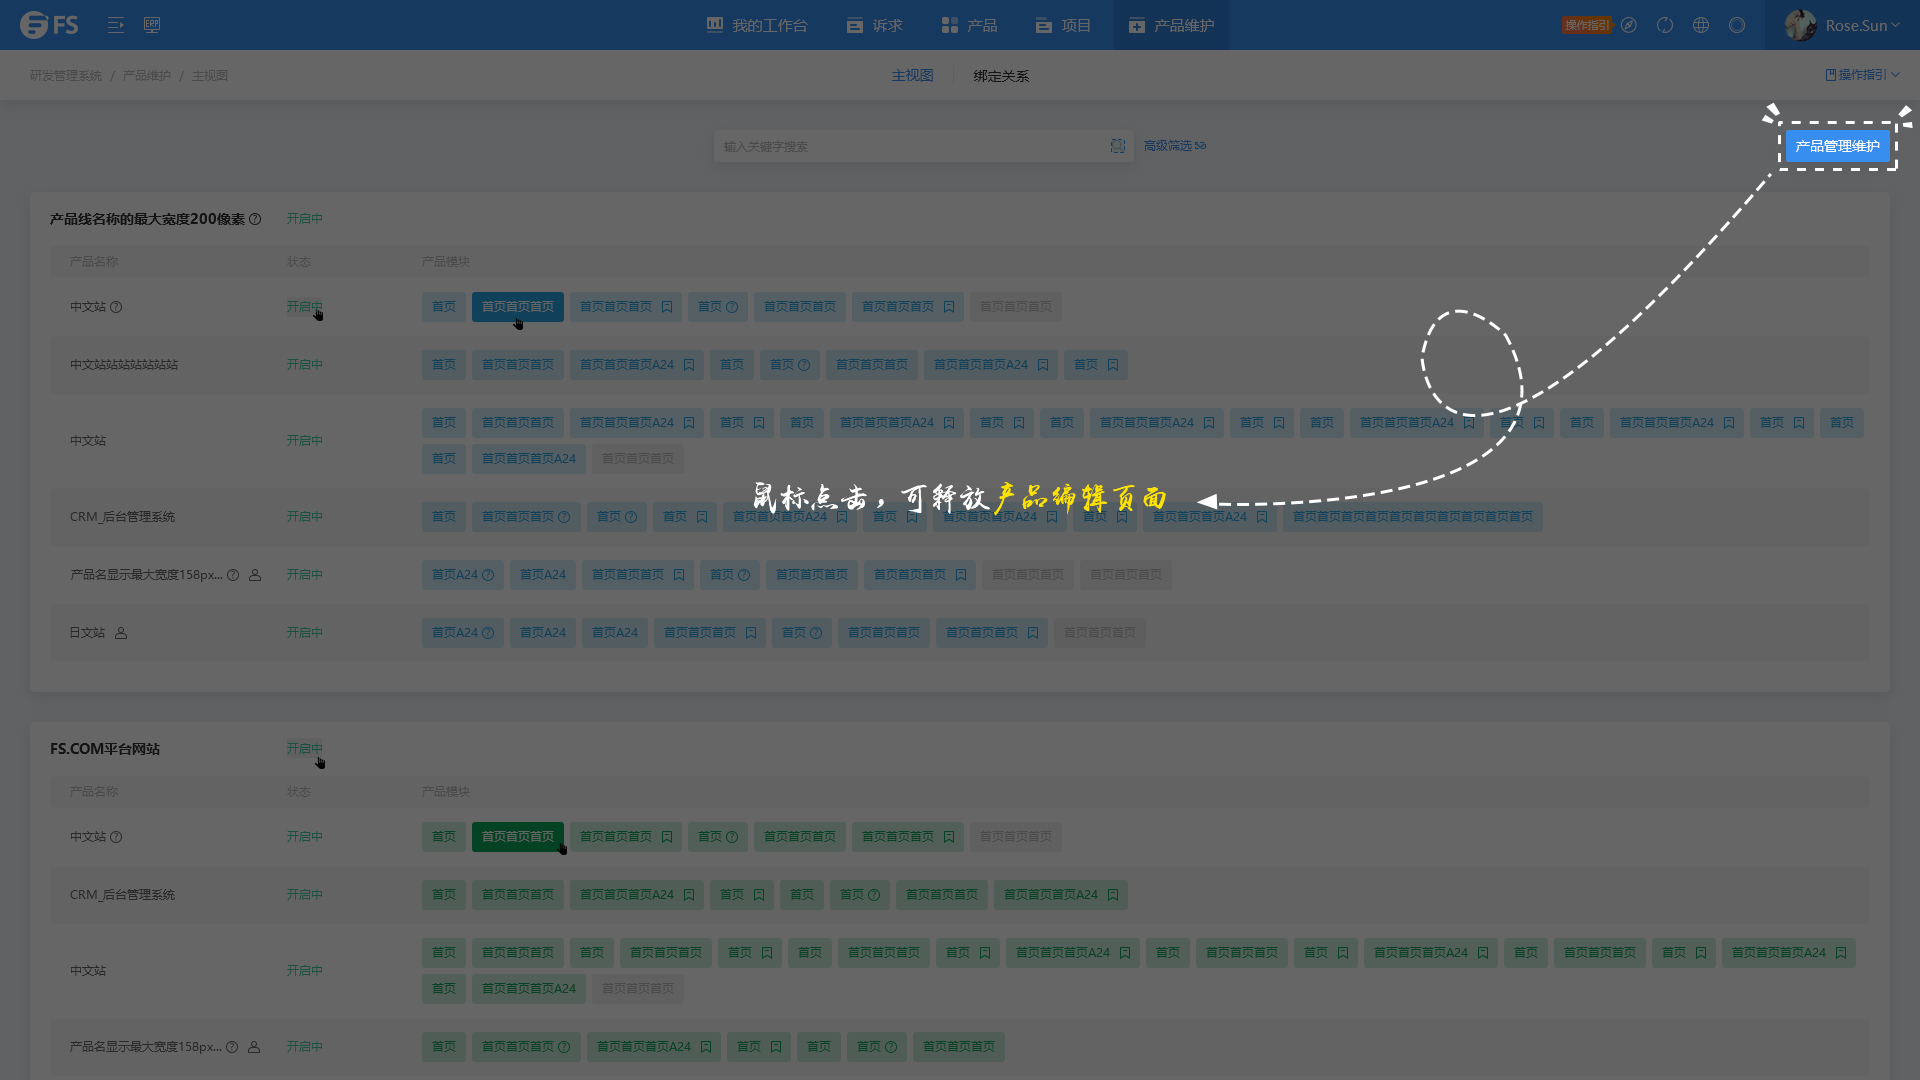 FS ERP 我的工作台 诉求 产品 项目 产品维护 操作指引 Rose.Sun
研发管理系统 / 产品维护 / 主视图 主视图 绑定关系 操作指引
输入关键字搜索 高级筛选 产品管理维护
产品线名称的最大宽度200像素 开启中
产品名称 状态 产品模块
中文站 开启中 首页 首页首页首页 首页首页首页 首页 首页首页首页 首页首页首页 首页首页首页
中文站站站站站站站 开启中 首页 首页首页首页 首页首页首页A24 首页 首页 首页首页首页 首页首页首页A24 首页
中文站 开启中 首页 首页首页首页 首页首页首页A24 首页 首页 首页首页首页A24 首页 首页 首页首页首页A24 首页 首页 首页首页首页A24 首页 首页 首页首页首页A24 首页 首页
首页 首页首页首页A24 首页首页首页
鼠标点击，可释放产品编辑页面
CRM_后台管理系统 开启中 首页 首页首页首页 首页 首页 首页首页首页A24 首页 首页首页首页A24 首页 首页首页首页A24 首页首页首页首页首页首页首页首页首页首页
产品名显示最大宽度158px... 开启中 首页A24 首页A24 首页首页首页 首页 首页首页首页 首页首页首页 首页首页首页 首页首页首页
日文站 开启中 首页A24 首页A24 首页A24 首页首页首页 首页 首页首页首页 首页首页首页 首页首页首页
FS.COM平台网站 开启中
产品名称 状态 产品模块
中文站 开启中 首页 首页首页首页 首页首页首页 首页 首页首页首页 首页首页首页 首页首页首页
CRM_后台管理系统 开启中 首页 首页首页首页 首页首页首页A24 首页 首页 首页 首页首页首页 首页首页首页A24
中文站 开启中 首页 首页首页首页 首页 首页首页首页 首页 首页 首页首页首页 首页 首页首页首页A24 首页 首页首页首页 首页 首页首页首页A24 首页 首页首页首页 首页 首页首页首页A24
首页 首页首页首页A24 首页首页首页
产品名显示最大宽度158px... 开启中 首页 首页首页首页 首页首页首页A24 首页 首页 首页 首页首页首页